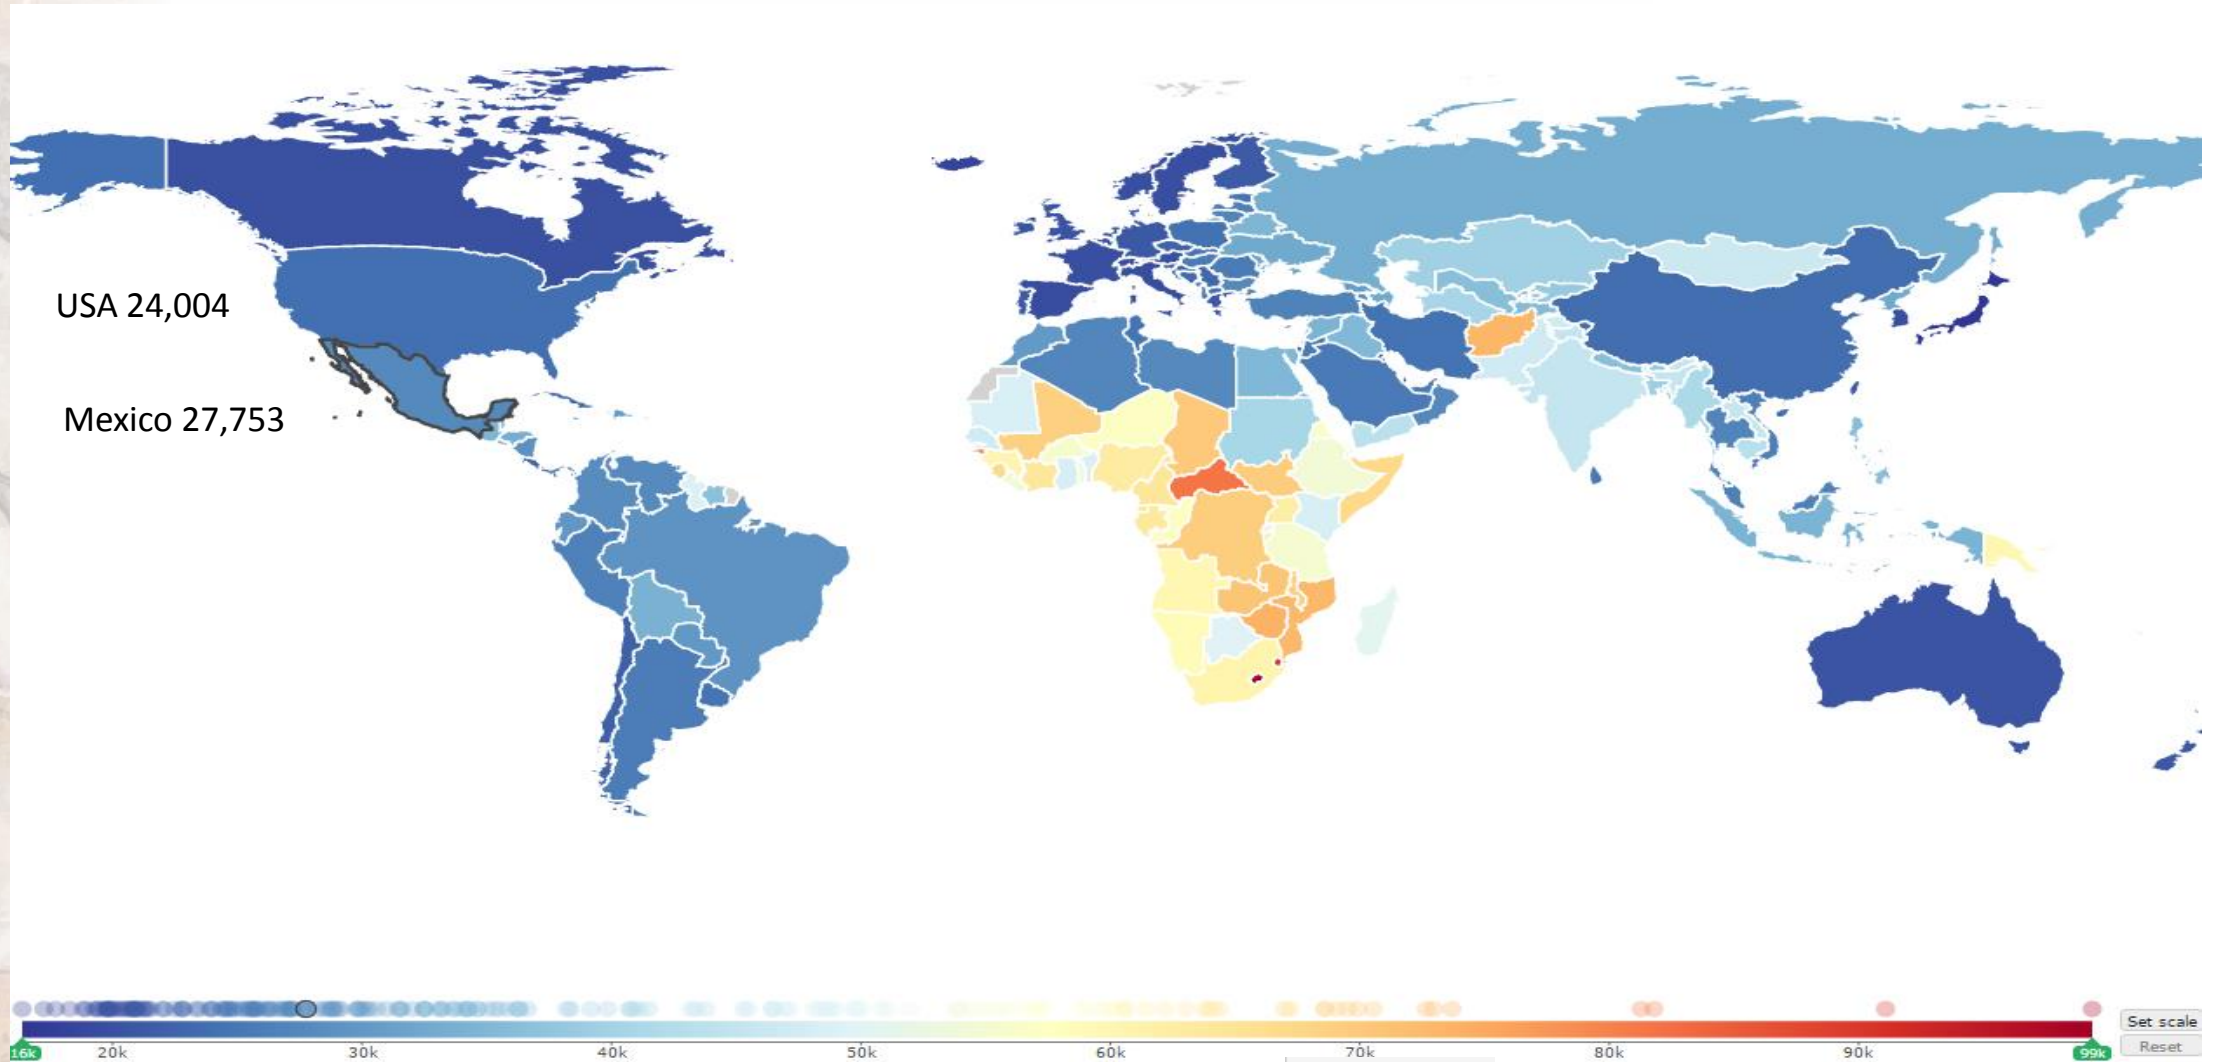 USA 24,004
Mexico 27,753
Set scale
16k 20k 30k 40k 50k 60k 70k 80k 90k 99k
Reset